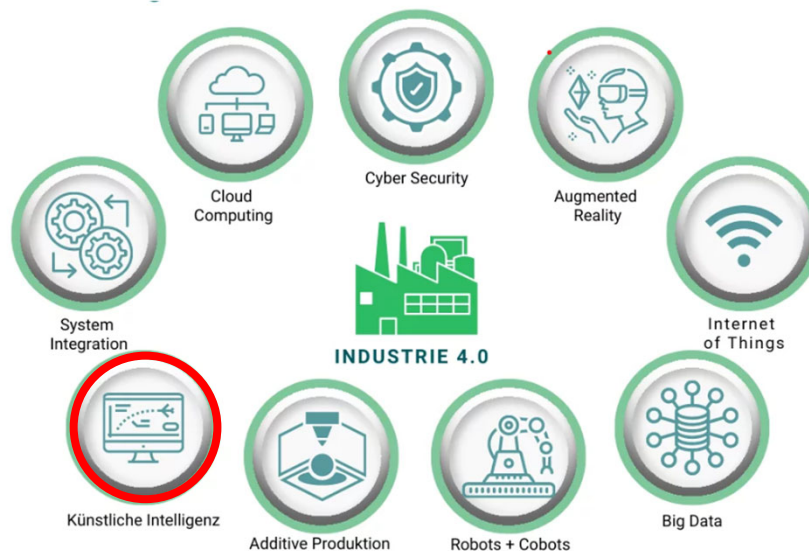 Cloud
Computing
Cyber Security
Augmented
Reality
System
Integration
INDUSTRIE 4.0
Internet
of Things
Künstliche Intelligenz
Additive Produktion
Robots + Cobots
Big Data